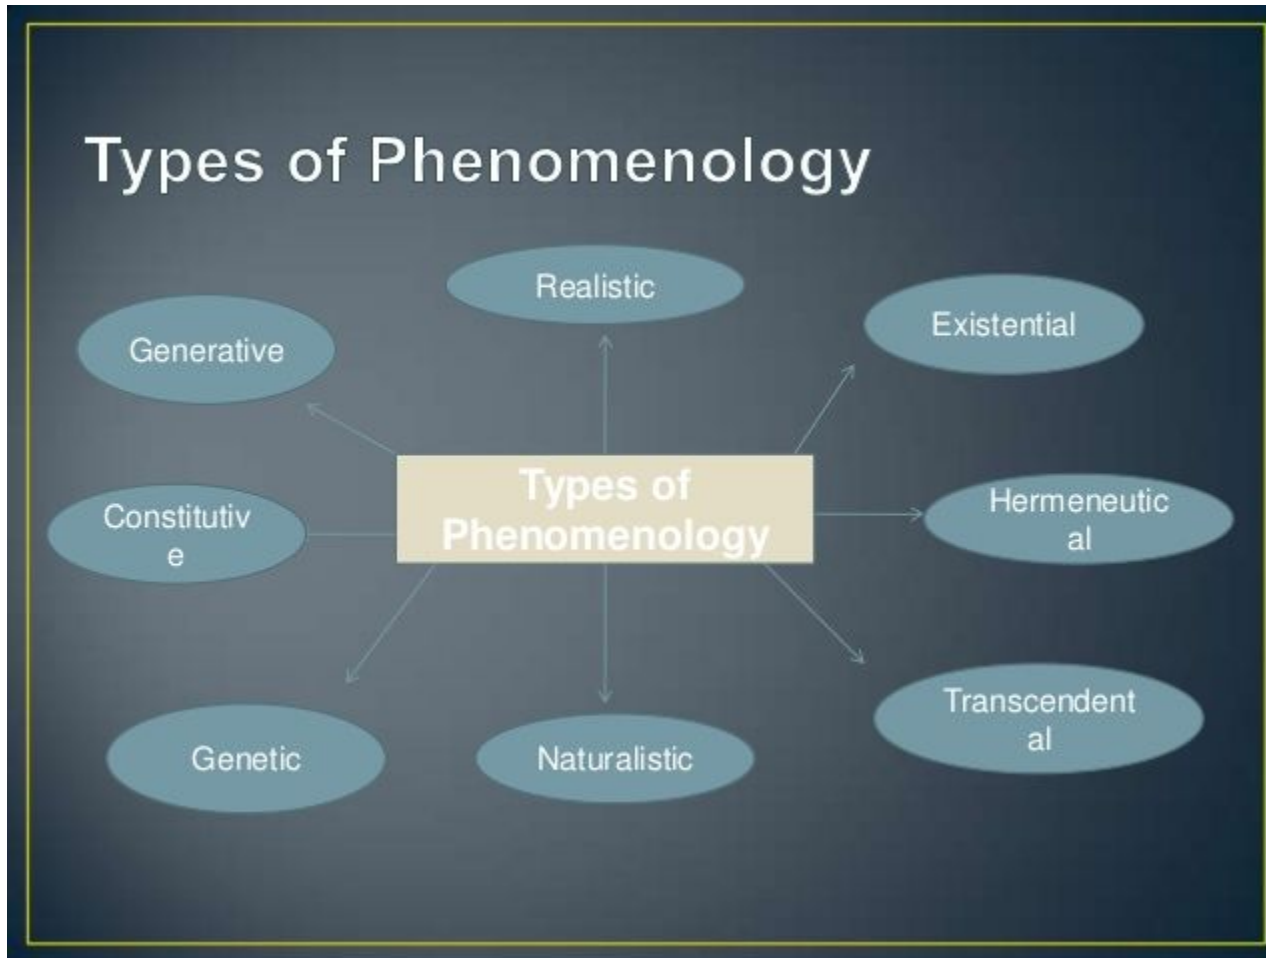 Types of Phenomenology
Realistic
Existential
Generative
Types of
Phenomenology
Hermeneutic
al
Constitutiv
e
Transcendent
al
Genetic
Naturalistic